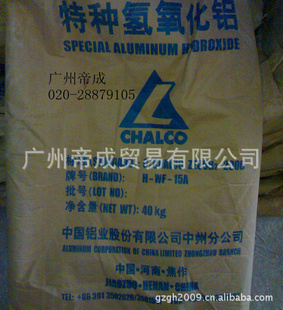 特种氢氧化铝
SPECIAL ALUMINUM HYDROXIDE
广州帝成
020-28879105
CHALCO
广州帝成贸易有限公司
牌号(BRAND): H-WF-15A
批号(LOT NO):
净含量(NET WT): 40kg
中国铝业股份有限公司中州分公司
ALUMINUM CORPORATION OF CHINA LIMITED ZHONGZHOU BRANCH
中国·河南·焦作
JIAOZUO·HENAN·CHINA
gzgh2009.cn.alibaba.com